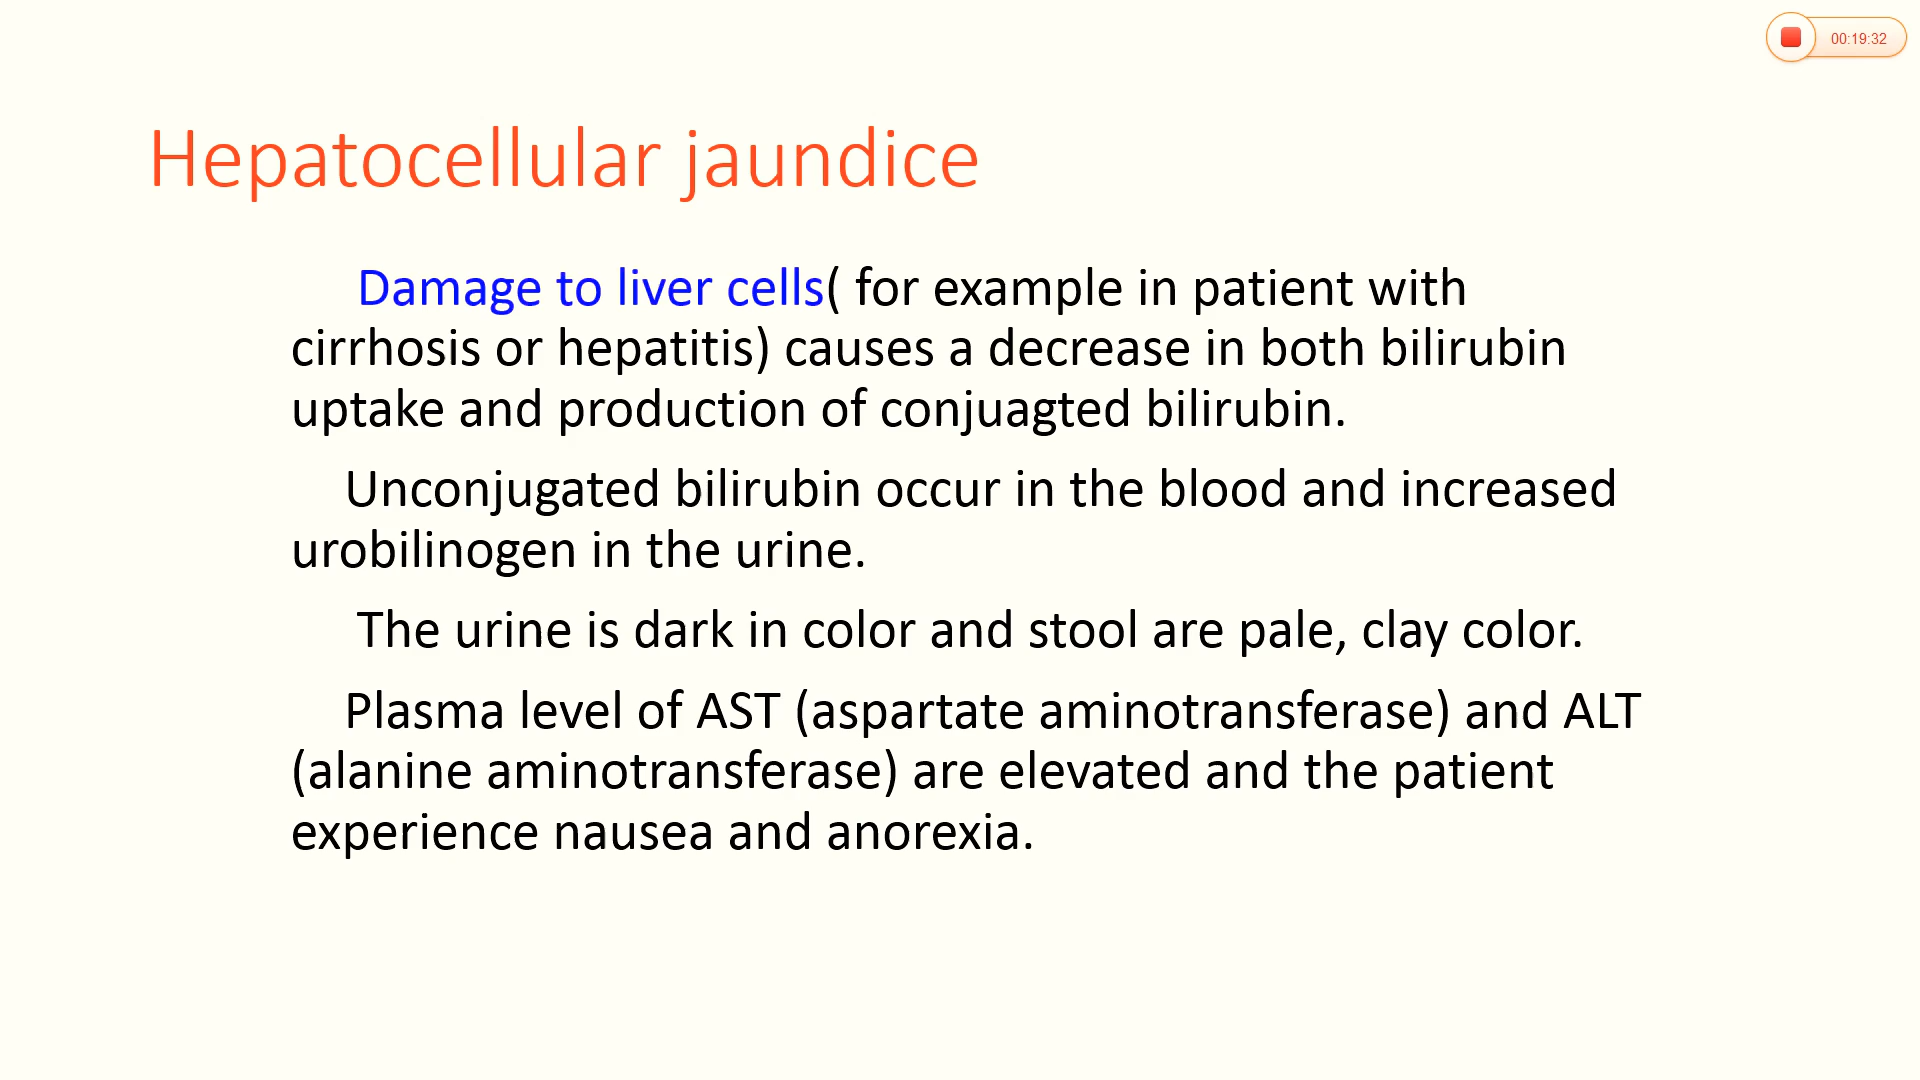 00:19:32
Hepatocellular jaundice
Damage to liver cells( for example in patient with
cirrhosis or hepatitis) causes a decrease in both bilirubin
uptake and production of conjuagted bilirubin.
Unconjugated bilirubin occur in the blood and increased
urobilinogen in the urine.
The urine is dark in color and stool are pale, clay color.
Plasma level of AST (aspartate aminotransferase) and ALT
(alanine aminotransferase) are elevated and the patient
experience nausea and anorexia.